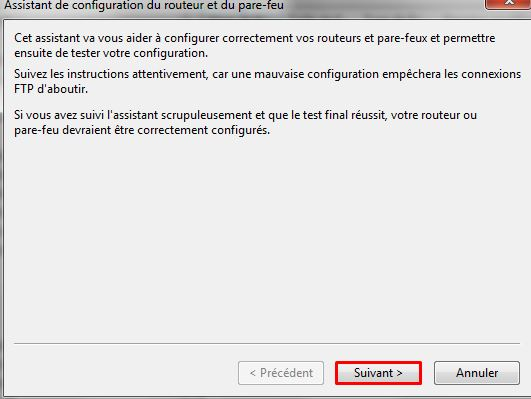 Assistant de configuration du routeur et du pare-feu
Cet assistant va vous aider à configurer correctement vos routeurs et pare-feux et permettre
ensuite de tester votre configuration.
Suivez les instructions attentivement, car une mauvaise configuration empêchera les connexions
FTP d'aboutir.
Si vous avez suivi l'assistant scrupuleusement et que le test final réussit, votre routeur ou
pare-feu devraient être correctement configurés.
< Précédent
Suivant >
Annuler